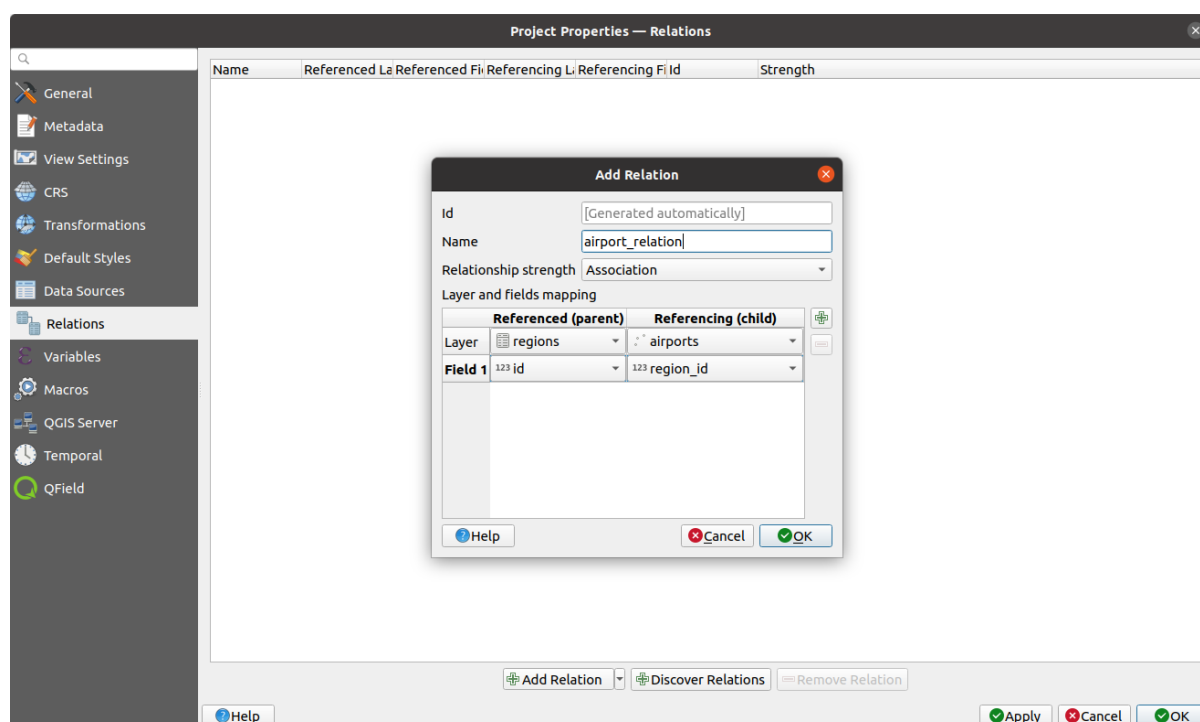 Project Properties — Relations
Name Referenced La Referenced Fi Referencing L Referencing Fi Id Strength
General
Metadata
View Settings
CRS
Transformations
Default Styles
Data Sources
Relations
Variables
Macros
QGIS Server
Temporal
QField
Add Relation
Id [Generated automatically]
Name airport_relation
Relationship strength Association
Layer and fields mapping
Referenced (parent) Referencing (child)
Layer regions airports
Field 1 123 id 123 region_id
Help Cancel OK
Add Relation Discover Relations Remove Relation
Help Apply Cancel OK